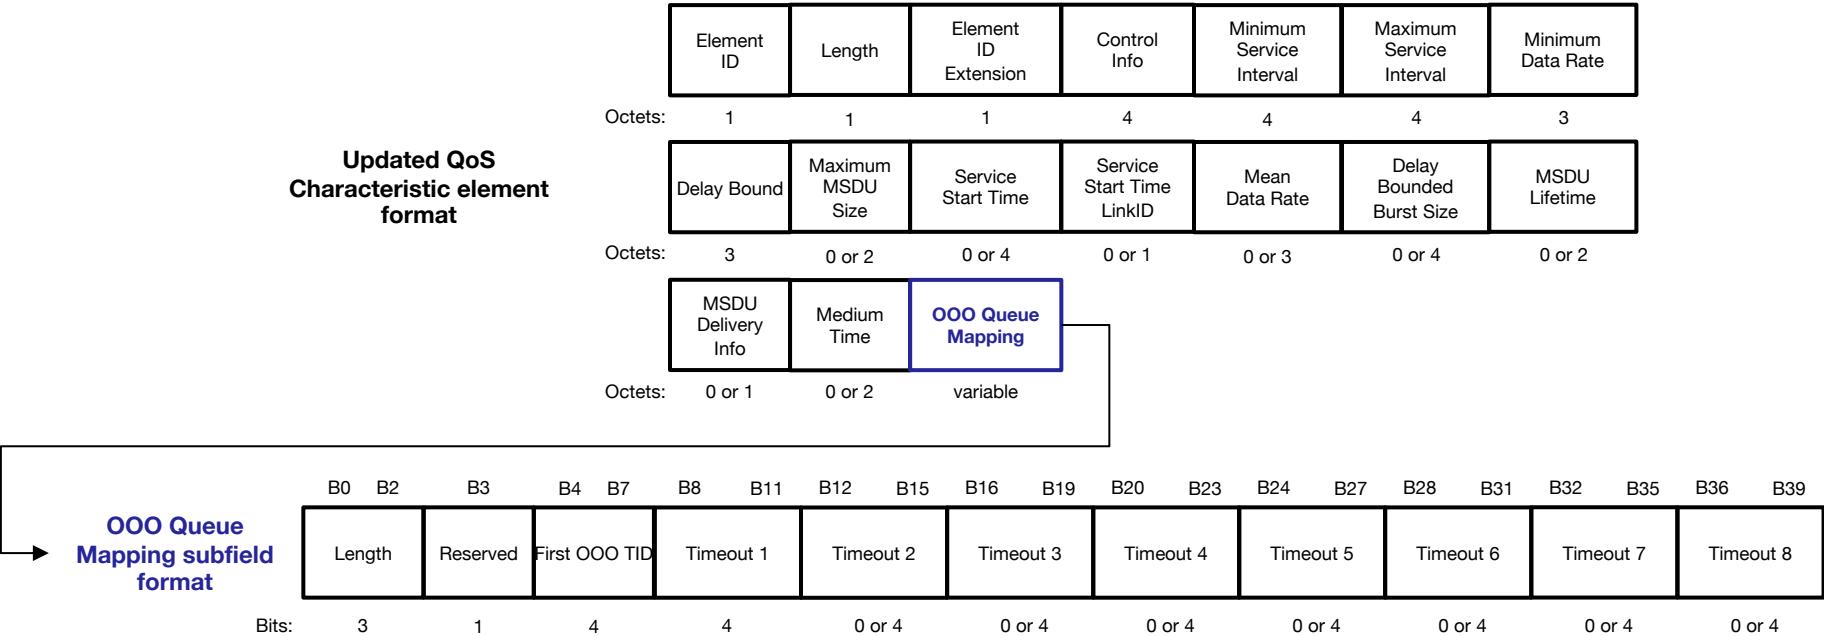 Element
ID
Length
Element
ID
Extension
Control
Info
Minimum
Service
Interval
Maximum
Service
Interval
Minimum
Data Rate
Octets: 1 1 1 4 4 4 3
Updated QoS
Characteristic element
format
Delay Bound
Maximum
MSDU
Size
Service
Start Time
Service
Start Time
LinkID
Mean
Data Rate
Delay
Bounded
Burst Size
MSDU
Lifetime
Octets: 3 0 or 2 0 or 4 0 or 1 0 or 3 0 or 4 0 or 2
MSDU
Delivery
Info
Medium
Time
OOO Queue
Mapping
Octets: 0 or 1 0 or 2 variable
B0 B2 B3 B4 B7 B8 B11 B12 B15 B16 B19 B20 B23 B24 B27 B28 B31 B32 B35 B36 B39
OOO Queue
Mapping subfield
format
Length Reserved First OOO TID Timeout 1 Timeout 2 Timeout 3 Timeout 4 Timeout 5 Timeout 6 Timeout 7 Timeout 8
Bits: 3 1 4 4 0 or 4 0 or 4 0 or 4 0 or 4 0 or 4 0 or 4 0 or 4